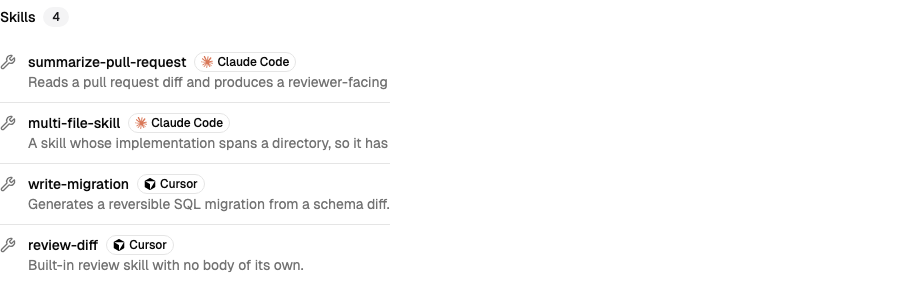 Skills 4
summarize-pull-request Claude Code
Reads a pull request diff and produces a reviewer-facing
multi-file-skill Claude Code
A skill whose implementation spans a directory, so it has
write-migration Cursor
Generates a reversible SQL migration from a schema diff.
review-diff Cursor
Built-in review skill with no body of its own.